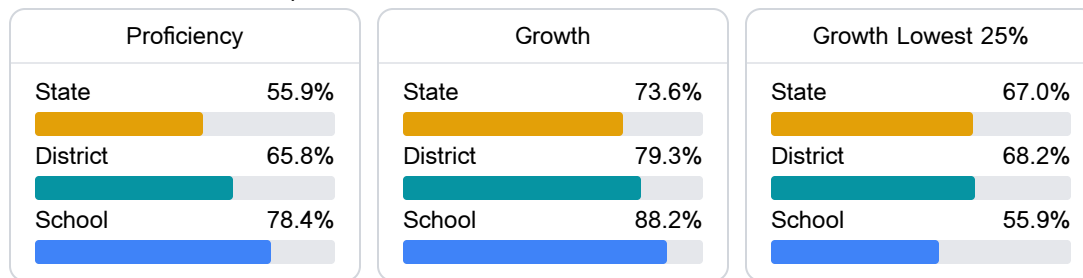 Proficiency
State 55.9%
District 65.8%
School 78.4%
Growth
State 73.6%
District 79.3%
School 88.2%
Growth Lowest 25%
State 67.0%
District 68.2%
School 55.9%